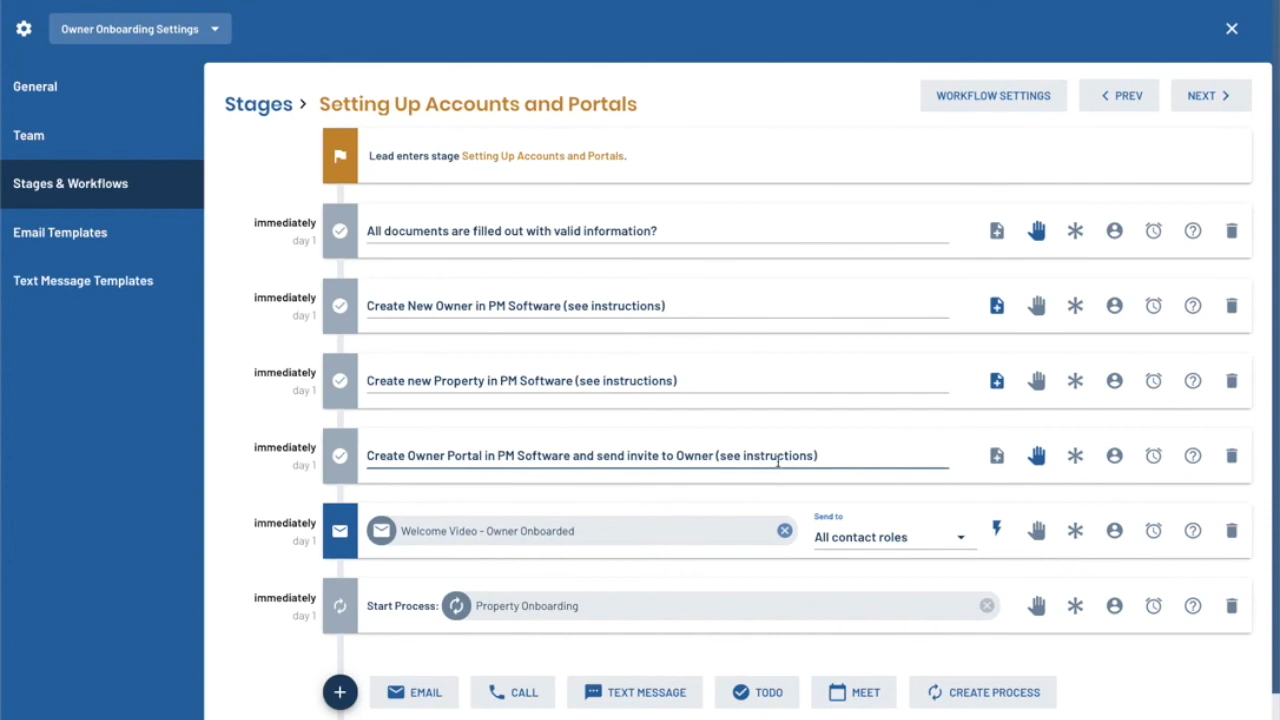 Owner Onboarding Settings
General
Team
Stages & Workflows
Email Templates
Text Message Templates
Stages > Setting Up Accounts and Portals
WORKFLOW SETTINGS
PREV
NEXT
Lead enters stage Setting Up Accounts and Portals.
immediately
day 1
All documents are filled out with valid information?
immediately
day 1
Create New Owner in PM Software (see instructions)
immediately
day 1
Create new Property in PM Software (see instructions)
immediately
day 1
Create Owner Portal in PM Software and send invite to Owner (see instructions)
immediately
day 1
Welcome Video - Owner Onboarded
Send to
All contact roles
immediately
day 1
Start Process: Property Onboarding
EMAIL
CALL
TEXT MESSAGE
TODO
MEET
CREATE PROCESS